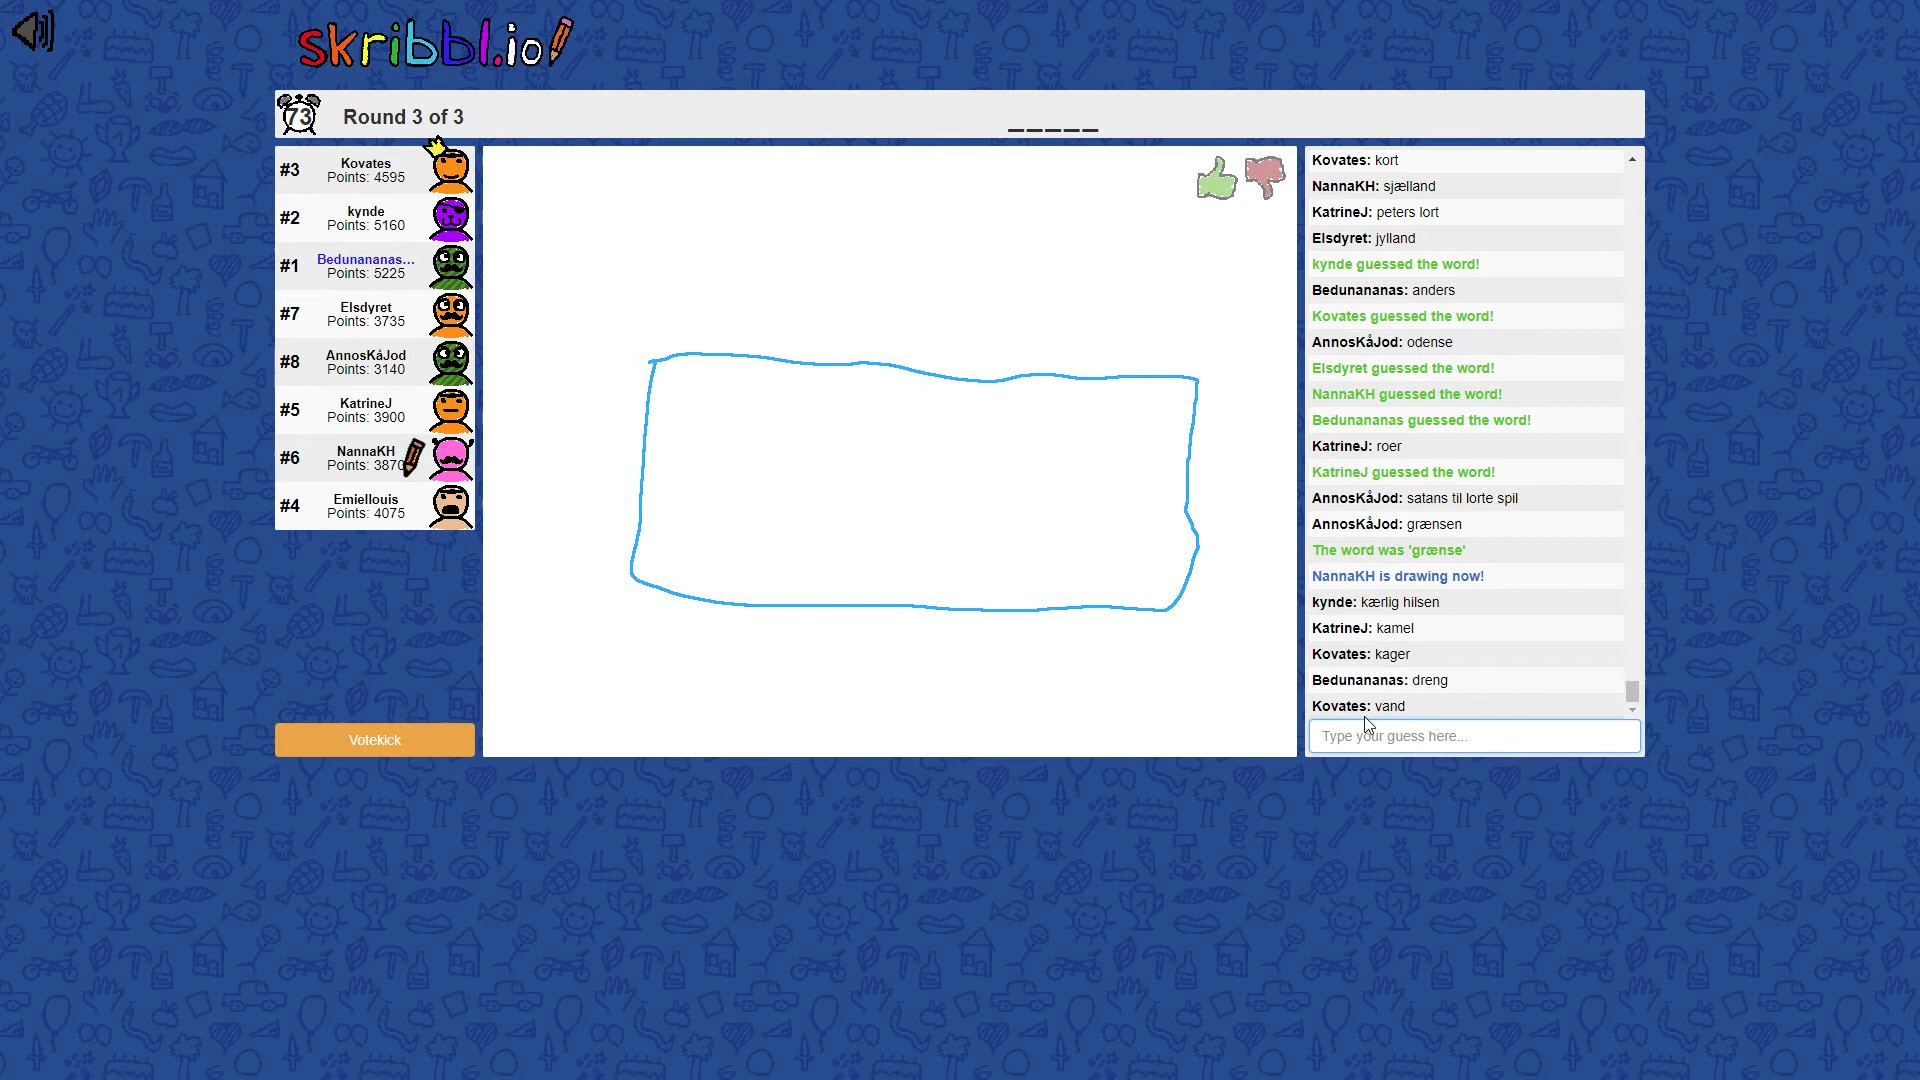 skribbl.io
73
Round 3 of 3
_____
#3
Kovates
Points: 4595
#2
kynde
Points: 5160
#1
Bedunananas...
Points: 5225
#7
Elsdyret
Points: 3735
#8
AnnosKåJod
Points: 3140
#5
KatrineJ
Points: 3900
#6
NannaKH
Points: 3870
#4
Emiellouis
Points: 4075
Votekick
Kovates: kort
NannaKH: sjælland
KatrineJ: peters lort
Elsdyret: jylland
kynde guessed the word!
Bedunananas: anders
Kovates guessed the word!
AnnosKåJod: odense
Elsdyret guessed the word!
NannaKH guessed the word!
Bedunananas guessed the word!
KatrineJ: roer
KatrineJ guessed the word!
AnnosKåJod: satans til lorte spil
AnnosKåJod: grænsen
The word was 'grænse'
NannaKH is drawing now!
kynde: kærlig hilsen
KatrineJ: kamel
Kovates: kager
Bedunananas: dreng
Kovates: vand
Type your guess here...